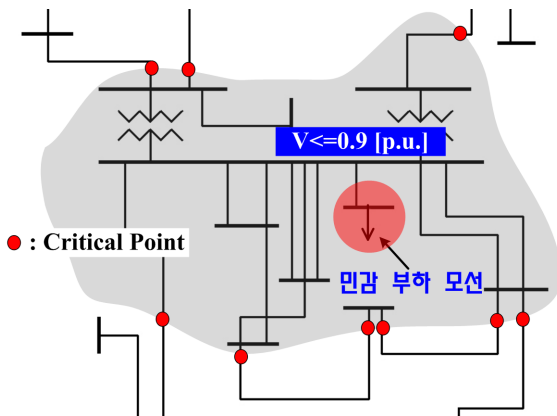 V<=0.9 [p.u.]
: Critical Point
민감 부하 모선